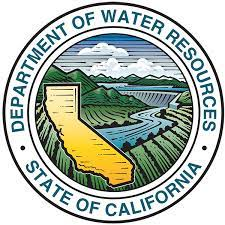 DEPARTMENT OF WATER RESOURCES
STATE OF CALIFORNIA